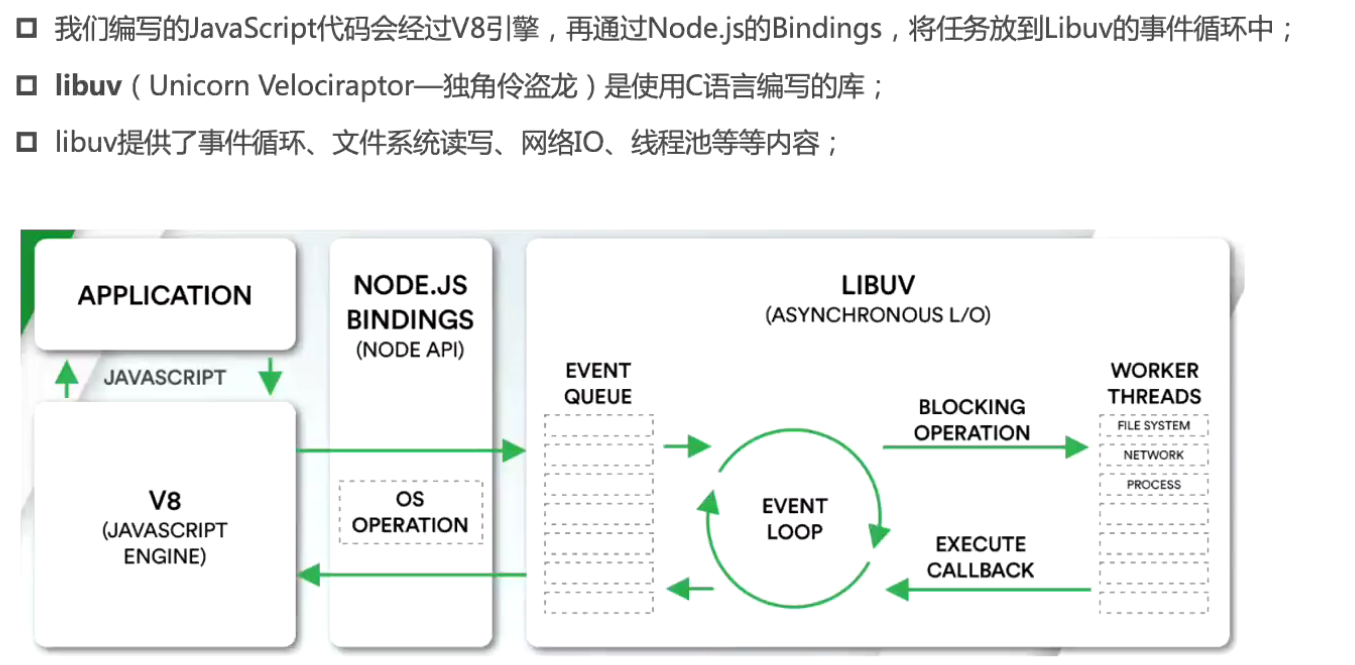 我们编写的JavaScript代码会经过V8引擎，再通过Node.js的Bindings，将任务放到Libuv的事件循环中；
libuv（Unicorn Velociraptor—独角伶盗龙）是使用C语言编写的库；
libuv提供了事件循环、文件系统读写、网络IO、线程池等等内容；
APPLICATION
JAVASCRIPT
V8
(JAVASCRIPT
ENGINE)
NODE.JS
BINDINGS
(NODE API)
OS
OPERATION
LIBUV
(ASYNCHRONOUS L/O)
EVENT
QUEUE
EVENT
LOOP
BLOCKING
OPERATION
EXECUTE
CALLBACK
WORKER
THREADS
FILE SYSTEM
NETWORK
PROCESS